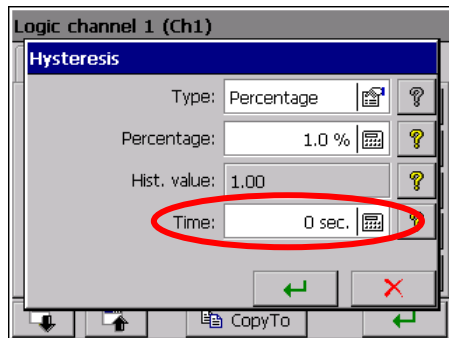 Logic channel 1 (Ch1)
Hysteresis
Type: Percentage ?
Percentage: 1.0 % ?
Hist. value: 1.00 ?
Time: 0 sec. ?
CopyTo